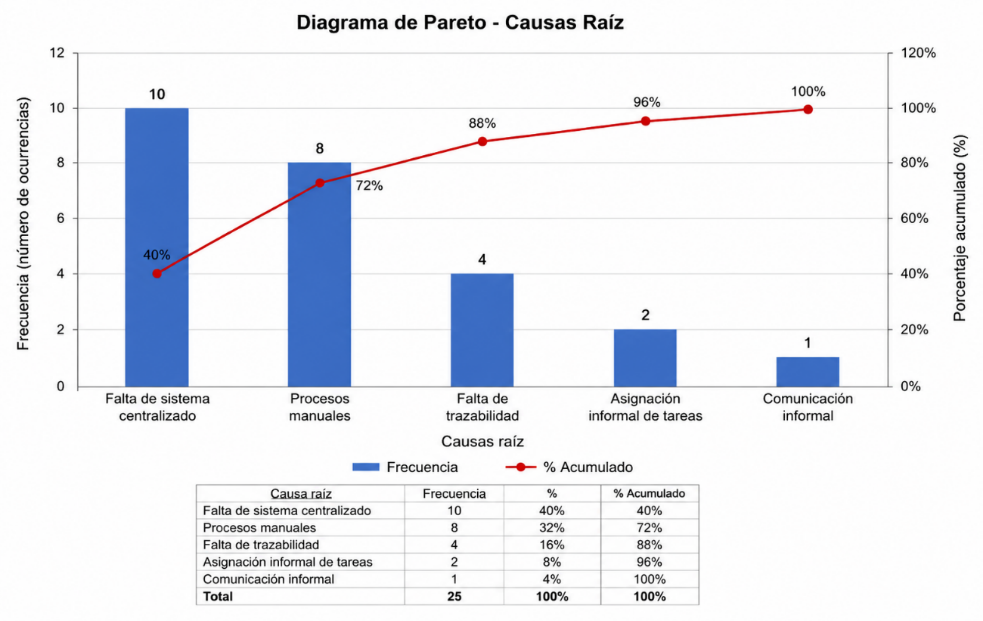 Diagrama de Pareto - Causas Raíz
12
10
8
6
4
2
0
Frecuencia (número de ocurrencias)
120%
100%
80%
60%
40%
20%
0%
Porcentaje acumulado (%)
10
8
4
2
1
40%
72%
88%
96%
100%
Falta de sistema
centralizado
Procesos
manuales
Falta de
trazabilidad
Asignación
informal de tareas
Comunicación
informal
Causas raíz
Frecuencia
% Acumulado
Causa raíz Frecuencia % % Acumulado
Falta de sistema centralizado 10 40% 40%
Procesos manuales 8 32% 72%
Falta de trazabilidad 4 16% 88%
Asignación informal de tareas 2 8% 96%
Comunicación informal 1 4% 100%
Total 25 100% 100%